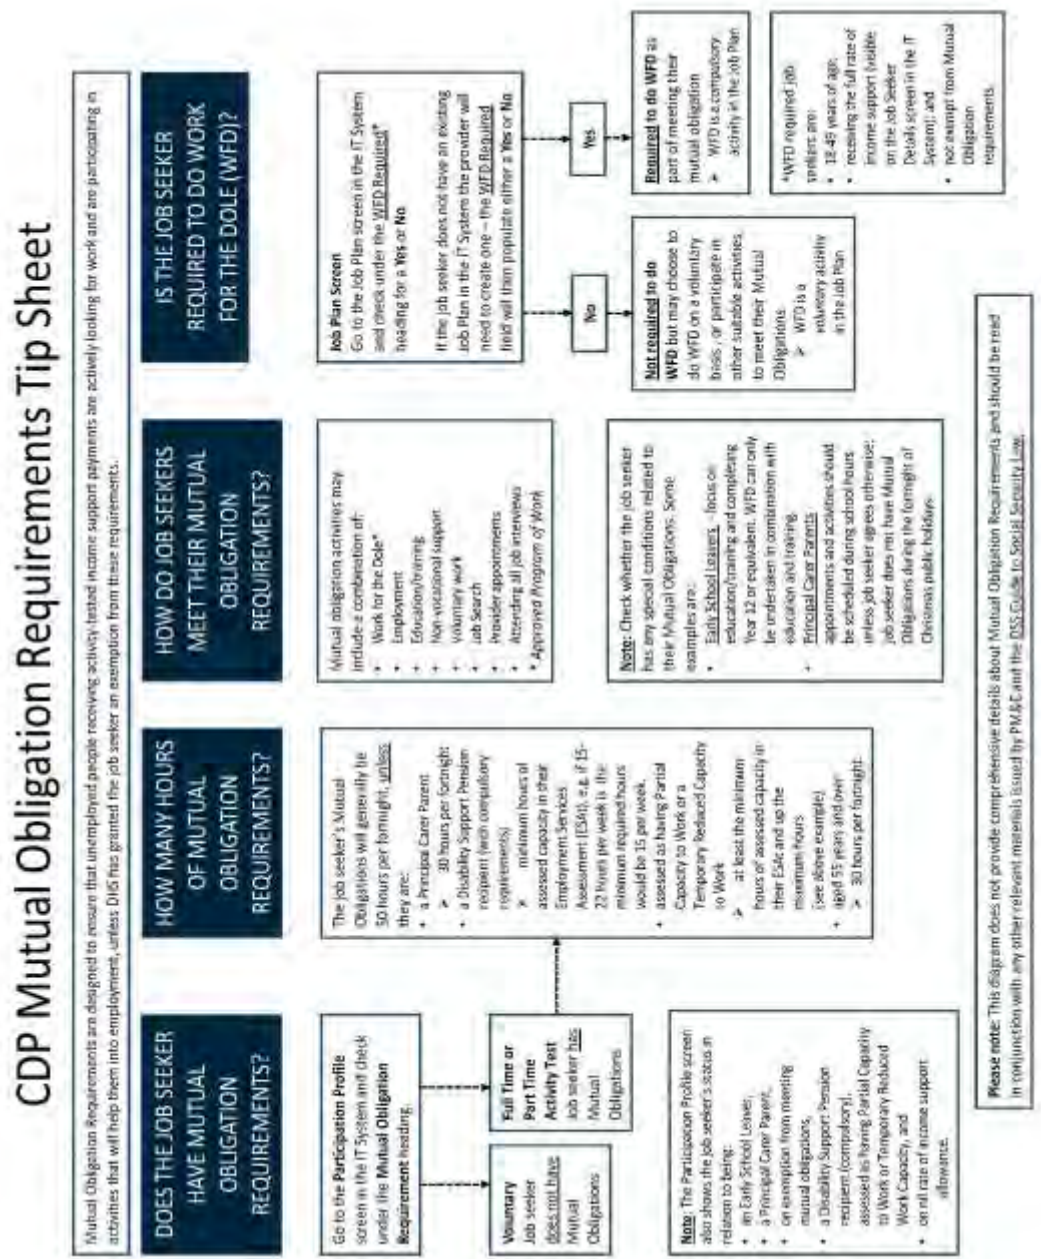 CDP Mutual Obligation Requirements Tip Sheet
Mutual Obligation Requirements are designed to ensure that unemployed people receiving activity-tested income support payments are actively looking for work and are participating in
activities that will help them into employment, unless DHS has granted the job seeker an exemption from these requirements.
DOES THE JOB SEEKER
HAVE MUTUAL
OBLIGATION
REQUIREMENTS?
Go to the Participation Profile
screen in the IT System and check
under the Mutual Obligation
Requirement heading.
Voluntary
Job seeker
does not have
Mutual
Obligations
Full Time or
Part Time
Activity Test
Job seeker has
Mutual
Obligations
Note: The Participation Profile screen
also shows the job seeker's status in
relation to being:
• an Early School Leaver,
• a Principal Carer Parent,
• on exemption from meeting
mutual obligations,
• a Disability Support Pension
recipient (compulsory),
• assessed as having Partial Capacity
to Work or Temporary Reduced
Work Capacity, and
• on nil rate of income support
allowance.
HOW MANY HOURS
OF MUTUAL
OBLIGATION
REQUIREMENTS?
The job seeker's Mutual
Obligations will generally be
50 hours per fortnight, unless
they are:
• a Principal Carer Parent
➢ 30 hours per fortnight
• a Disability Support Pension
recipient (with compulsory
requirements)
➢ minimum hours of
assessed capacity in their
Employment Services
Assessment (ESAt), e.g. if 15-
22 hours per week is the
minimum required hours
would be 15 per week.
• assessed as having Partial
Capacity to Work or a
Temporary Reduced Capacity
to Work
➢ at least the minimum
hours of assessed capacity in
their ESAt and up the
maximum hours
(see above example)
• aged 55 years and over
➢ 30 hours per fortnight.
HOW DO JOB SEEKERS
MEET THEIR MUTUAL
OBLIGATION
REQUIREMENTS?
Mutual obligation activities may
include a combination of:
• Work for the Dole*
• Employment
• Education/training
• Non-vocational support
• Voluntary work
• Job Search
• Provider appointments
• Attending all job interviews
* Approved Program of Work
Note: Check whether the job seeker
has any special conditions related to
their Mutual Obligations. Some
examples are:
• Early School Leavers - focus on
education/training and completing
Year 12 or equivalent. WFD can only
be undertaken in combination with
education and training.
• Principal Carer Parents
appointments and activities should
be scheduled during school hours
unless job seeker agrees otherwise;
job seeker does not have Mutual
Obligations during the fortnight of
Christmas public holidays.
IS THE JOB SEEKER
REQUIRED TO DO WORK
FOR THE DOLE (WFD)?
Job Plan Screen
Go to the Job Plan screen in the IT System
and check under the WFD Required*
heading for a Yes or No.
If the job seeker does not have an existing
Job Plan in the IT System the provider will
need to create one – the WFD Required
field will then populate either a Yes or No.
No
Yes
Not required to do
WFD but may choose to
do WFD on a voluntary
basis, or participate in
other suitable activities,
to meet their Mutual
Obligations.
➢ WFD is a
voluntary activity
in the Job Plan
Required to do WFD as
part of meeting their
mutual obligation
➢ WFD is a compulsory
activity in the Job Plan
*WFD required job
seekers are:
• 18-49 years of age;
• receiving the full rate of
income support (visible
on the Job Seeker
Details screen in the IT
System); and
• not exempt from Mutual
Obligation
requirements.
Please note: This diagram does not provide comprehensive details about Mutual Obligation Requirements and should be read
in conjunction with any other relevant materials issued by PM&C and the DSS Guide to Social Security Law.